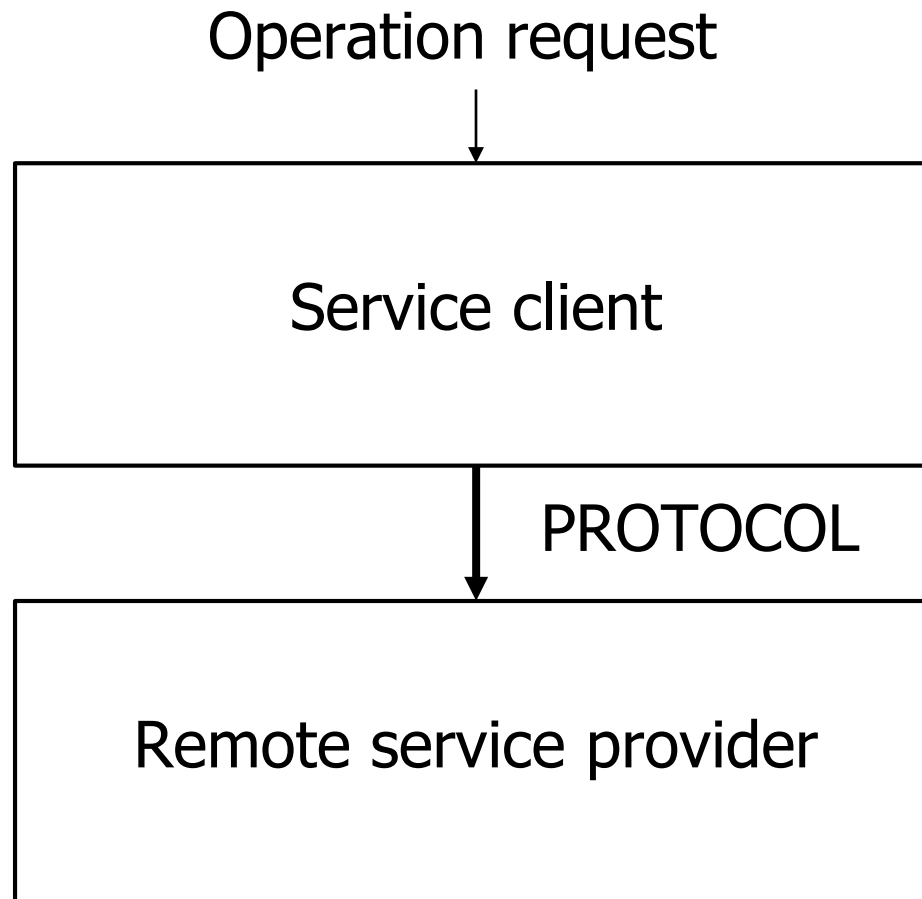 Operation request
Service client
PROTOCOL
Remote service provider